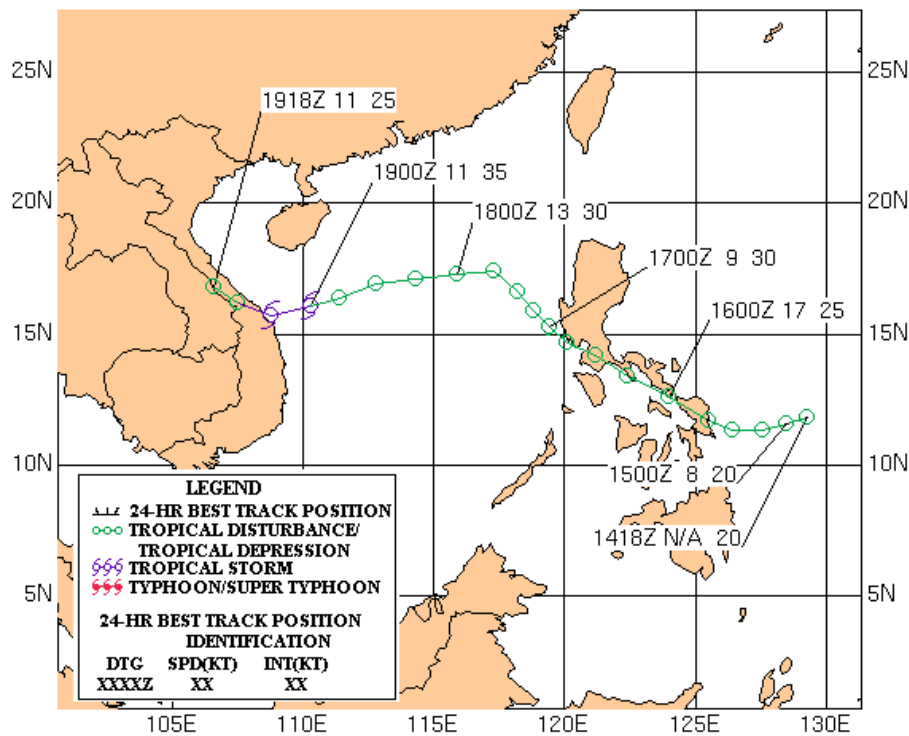 25N
25N
1918Z 11 25
1900Z 11 35
20N
20N
1800Z 13 30
1700Z 9 30
1600Z 17 25
15N
15N
10N
10N
1500Z 8 20
1418Z N/A 20
5N
5N
LEGEND
24-HR BEST TRACK POSITION
TROPICAL DISTURBANCE/
TROPICAL DEPRESSION
TROPICAL STORM
TYPHOON/SUPER TYPHOON
24-HR BEST TRACK POSITION
IDENTIFICATION
DTG SPD(KT) INT(KT)
XXXXZ XX XX
105E 110E 115E 120E 125E 130E